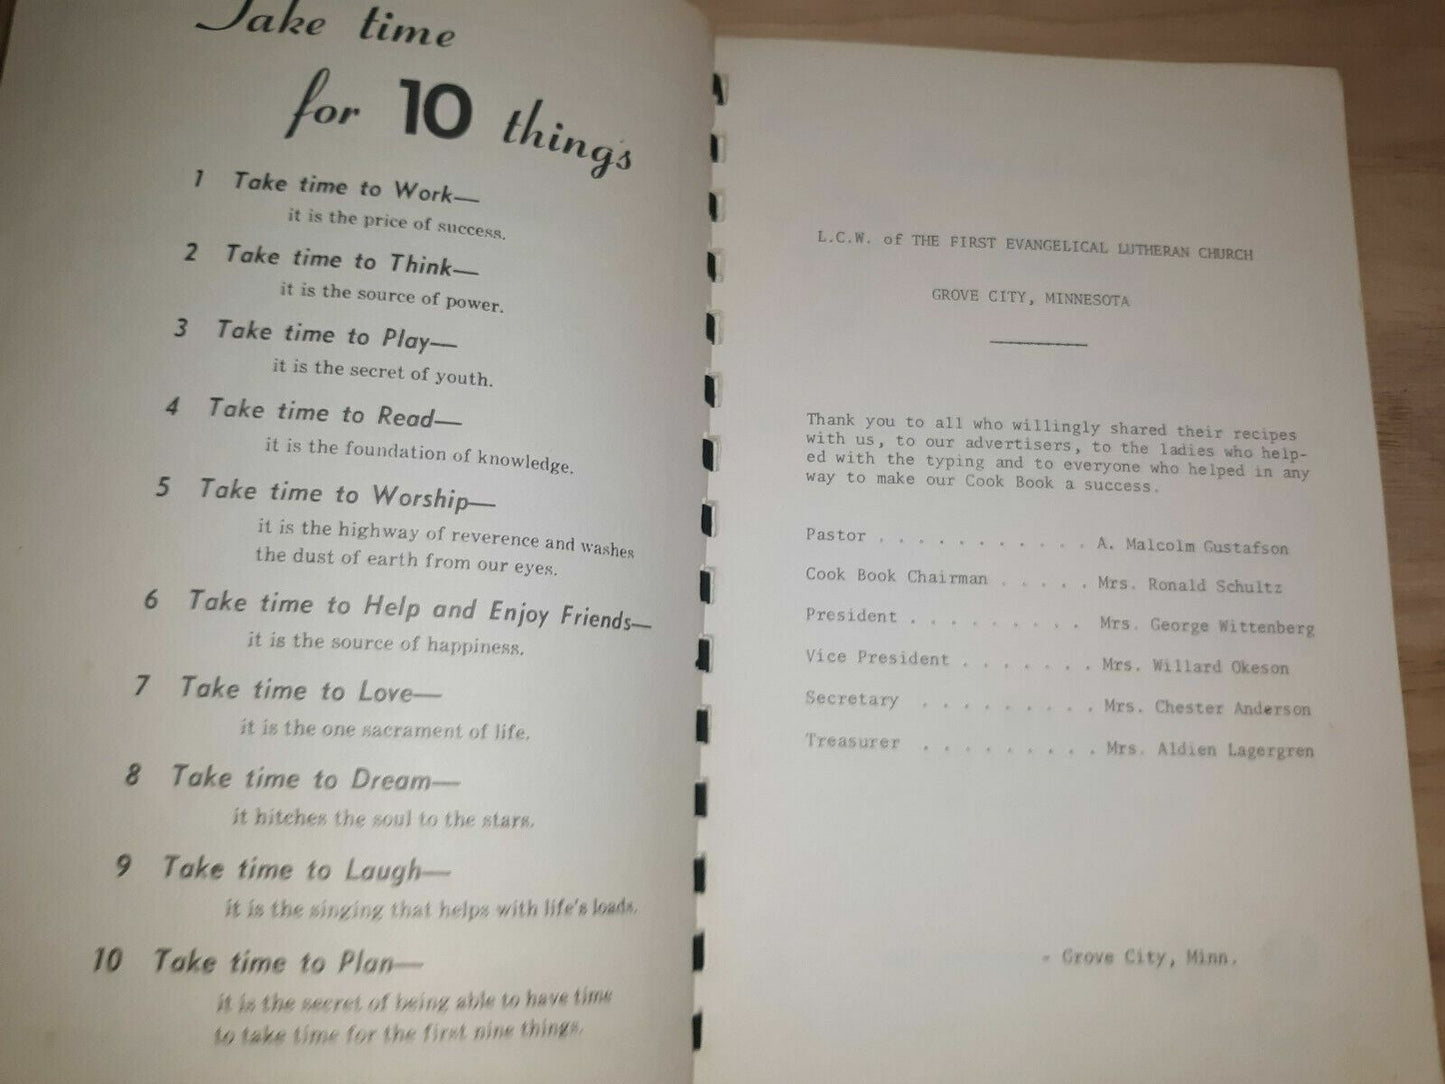 Take time
for 10 things
1 Take time to Work—
it is the price of success.
2 Take time to Think—
it is the source of power.
3 Take time to Play—
it is the secret of youth.
4 Take time to Read—
it is the foundation of knowledge.
5 Take time to Worship—
it is the highway of reverence and washes
the dust of earth from our eyes.
6 Take time to Help and Enjoy Friends—
it is the source of happiness.
7 Take time to Love—
it is the one sacrament of life.
8 Take time to Dream—
it hitches the soul to the stars.
9 Take time to Laugh—
it is the singing that helps with life's loads.
10 Take time to Plan—
it is the secret of being able to have time
to take time for the first nine things.
L.C.W. of THE FIRST EVANGELICAL LUTHERAN CHURCH
GROVE CITY, MINNESOTA
Thank you to all who willingly shared their recipes
with us, to our advertisers, to the ladies who help-
ed with the typing and to everyone who helped in any
way to make our Cook Book a success.
Pastor . . . . . . . . . . . . A. Malcolm Gustafson
Cook Book Chairman . . . . . Mrs. Ronald Schultz
President . . . . . . . . . Mrs. George Wittenberg
Vice President . . . . . . . Mrs. Willard Okeson
Secretary . . . . . . . . . Mrs. Chester Anderson
Treasurer . . . . . . . . . Mrs. Aldien Lagergren
- Grove City, Minn.